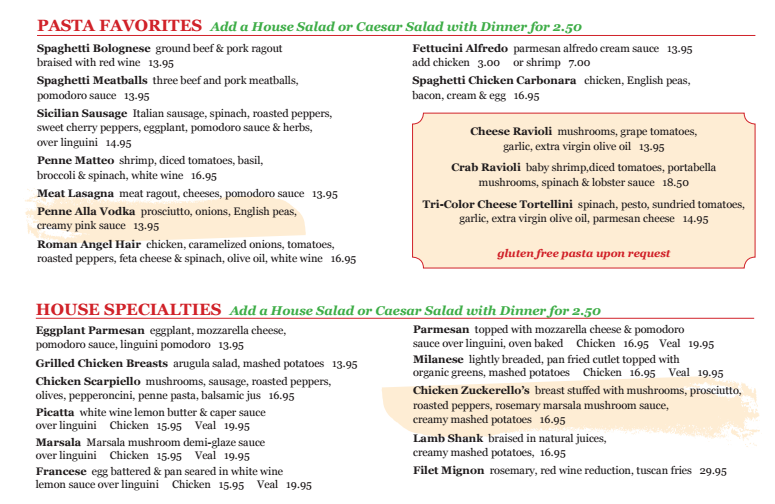 PASTA FAVORITES Add a House Salad or Caesar Salad with Dinner for 2.50
Spaghetti Bolognese ground beef & pork ragout
braised with red wine 13.95
Spaghetti Meatballs three beef and pork meatballs,
pomodoro sauce 13.95
Sicilian Sausage Italian sausage, spinach, roasted peppers,
sweet cherry peppers, eggplant, pomodoro sauce & herbs,
over linguini 14.95
Penne Matteo shrimp, diced tomatoes, basil,
broccoli & spinach, white wine 16.95
Meat Lasagna meat ragout, cheeses, pomodoro sauce 13.95
Penne Alla Vodka prosciutto, onions, English peas,
creamy pink sauce 13.95
Roman Angel Hair chicken, caramelized onions, tomatoes,
roasted peppers, feta cheese & spinach, olive oil, white wine 16.95
Fettucini Alfredo parmesan alfredo cream sauce 13.95
add chicken 3.00 or shrimp 7.00
Spaghetti Chicken Carbonara chicken, English peas,
bacon, cream & egg 16.95
Cheese Ravioli mushrooms, grape tomatoes,
garlic, extra virgin olive oil 13.95
Crab Ravioli baby shrimp,diced tomatoes, portabella
mushrooms, spinach & lobster sauce 18.50
Tri-Color Cheese Tortellini spinach, pesto, sundried tomatoes,
garlic, extra virgin olive oil, parmesan cheese 14.95
gluten free pasta upon request
HOUSE SPECIALTIES Add a House Salad or Caesar Salad with Dinner for 2.50
Eggplant Parmesan eggplant, mozzarella cheese,
pomodoro sauce, linguini pomodoro 13.95
Grilled Chicken Breasts arugula salad, mashed potatoes 13.95
Chicken Scarpiello mushrooms, sausage, roasted peppers,
olives, pepperoncini, penne pasta, balsamic jus 16.95
Picatta white wine lemon butter & caper sauce
over linguini Chicken 15.95 Veal 19.95
Marsala Marsala mushroom demi-glaze sauce
over linguini Chicken 15.95 Veal 19.95
Francese egg battered & pan seared in white wine
lemon sauce over linguini Chicken 15.95 Veal 19.95
Parmesan topped with mozzarella cheese & pomodoro
sauce over linguini, oven baked Chicken 16.95 Veal 19.95
Milanese lightly breaded, pan fried cutlet topped with
organic greens, mashed potatoes Chicken 16.95 Veal 19.95
Chicken Zuckerello's breast stuffed with mushrooms, prosciutto,
roasted peppers, rosemary marsala mushroom sauce,
creamy mashed potatoes 16.95
Lamb Shank braised in natural juices,
creamy mashed potatoes, 16.95
Filet Mignon rosemary, red wine reduction, tuscan fries 29.95